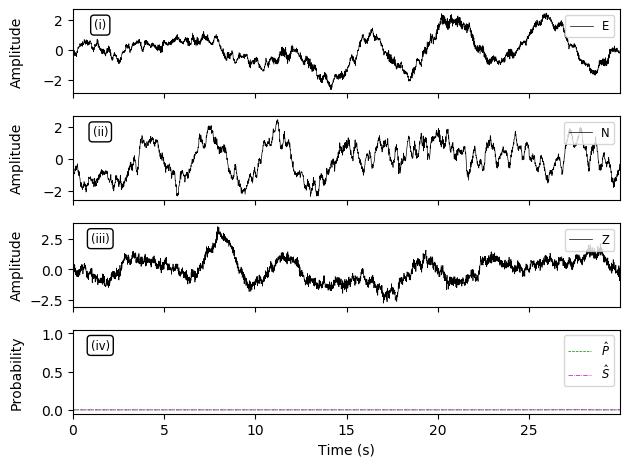 (i)
E
Amplitude
2
0
−2
(ii)
N
Amplitude
2
0
−2
(iii)
Z
Amplitude
2.5
0.0
−2.5
(iv)
P̂
Ŝ
Probability
1.0
0.5
0.0
0 5 10 15 20 25
Time (s)